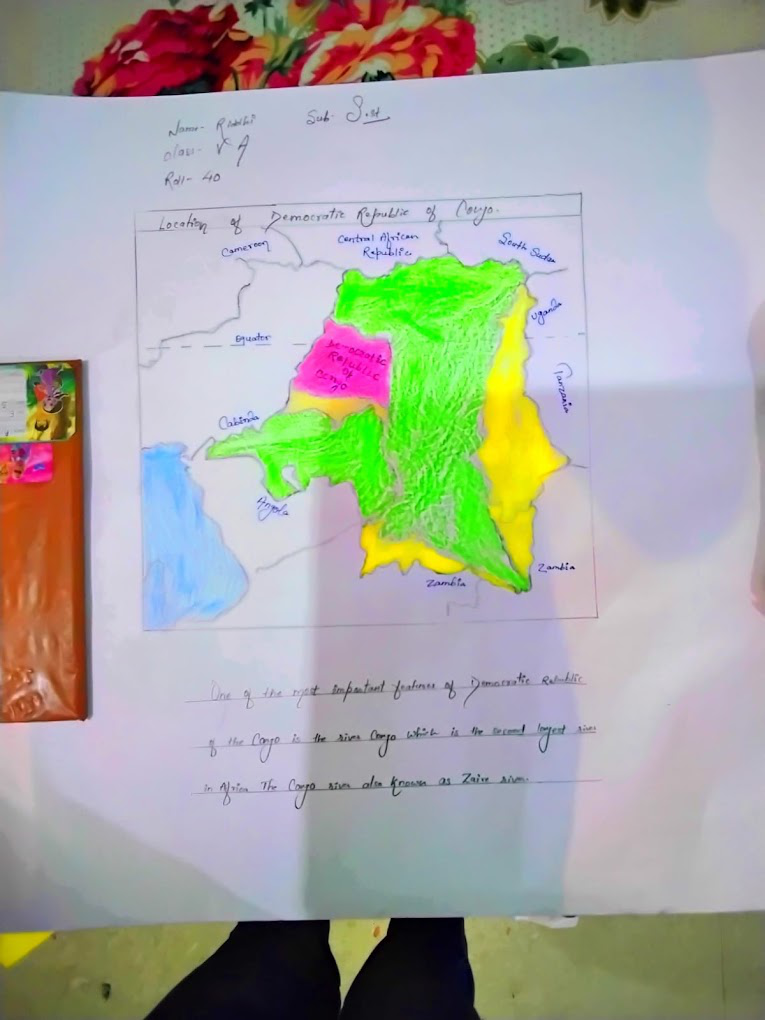 Name- Riddhi
Sub- S.st
Class- V A
Roll- 40
Location of Democratic Republic of Congo.
Cameroon
Central African
Republic
South Sudan
Uganda
Equator
Democratic
Republic
of
Congo
Tanzania
Cabinda
Angola
Zambia
Zambia
One of the most important features of Democratic Republic
of the Congo is the river Congo which is the second largest river
in Africa The Congo river also known as Zaire river.